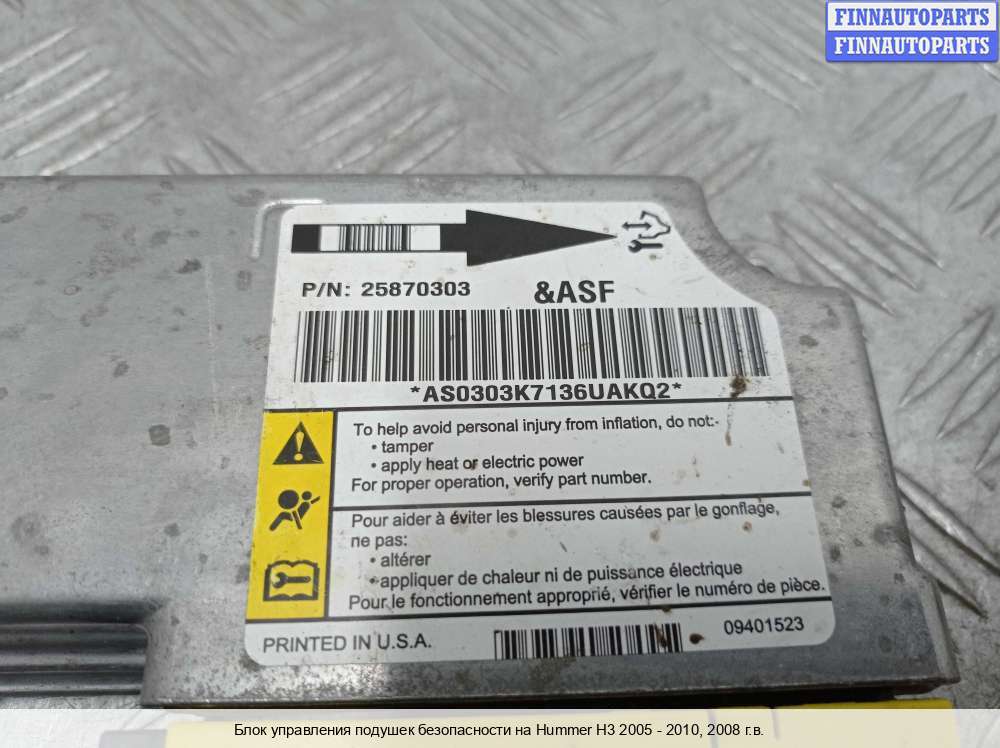 FINNAUTOPARTS
FINNAUTOPARTS
P/N: 25870303 &ASF
*AS0303K7136UAKQ2*
To help avoid personal injury from inflation, do not:
• tamper
• apply heat or electric power
For proper operation, verify part number.
Pour aider à éviter les blessures causées par le gonflage,
ne pas:
• altérer
• appliquer de chaleur ni de puissance électrique
Pour le fonctionnement approprié, vérifier le numéro de pièce.
PRINTED IN U.S.A.
09401523
Блок управления подушек безопасности на Hummer H3 2005 - 2010, 2008 г.в.